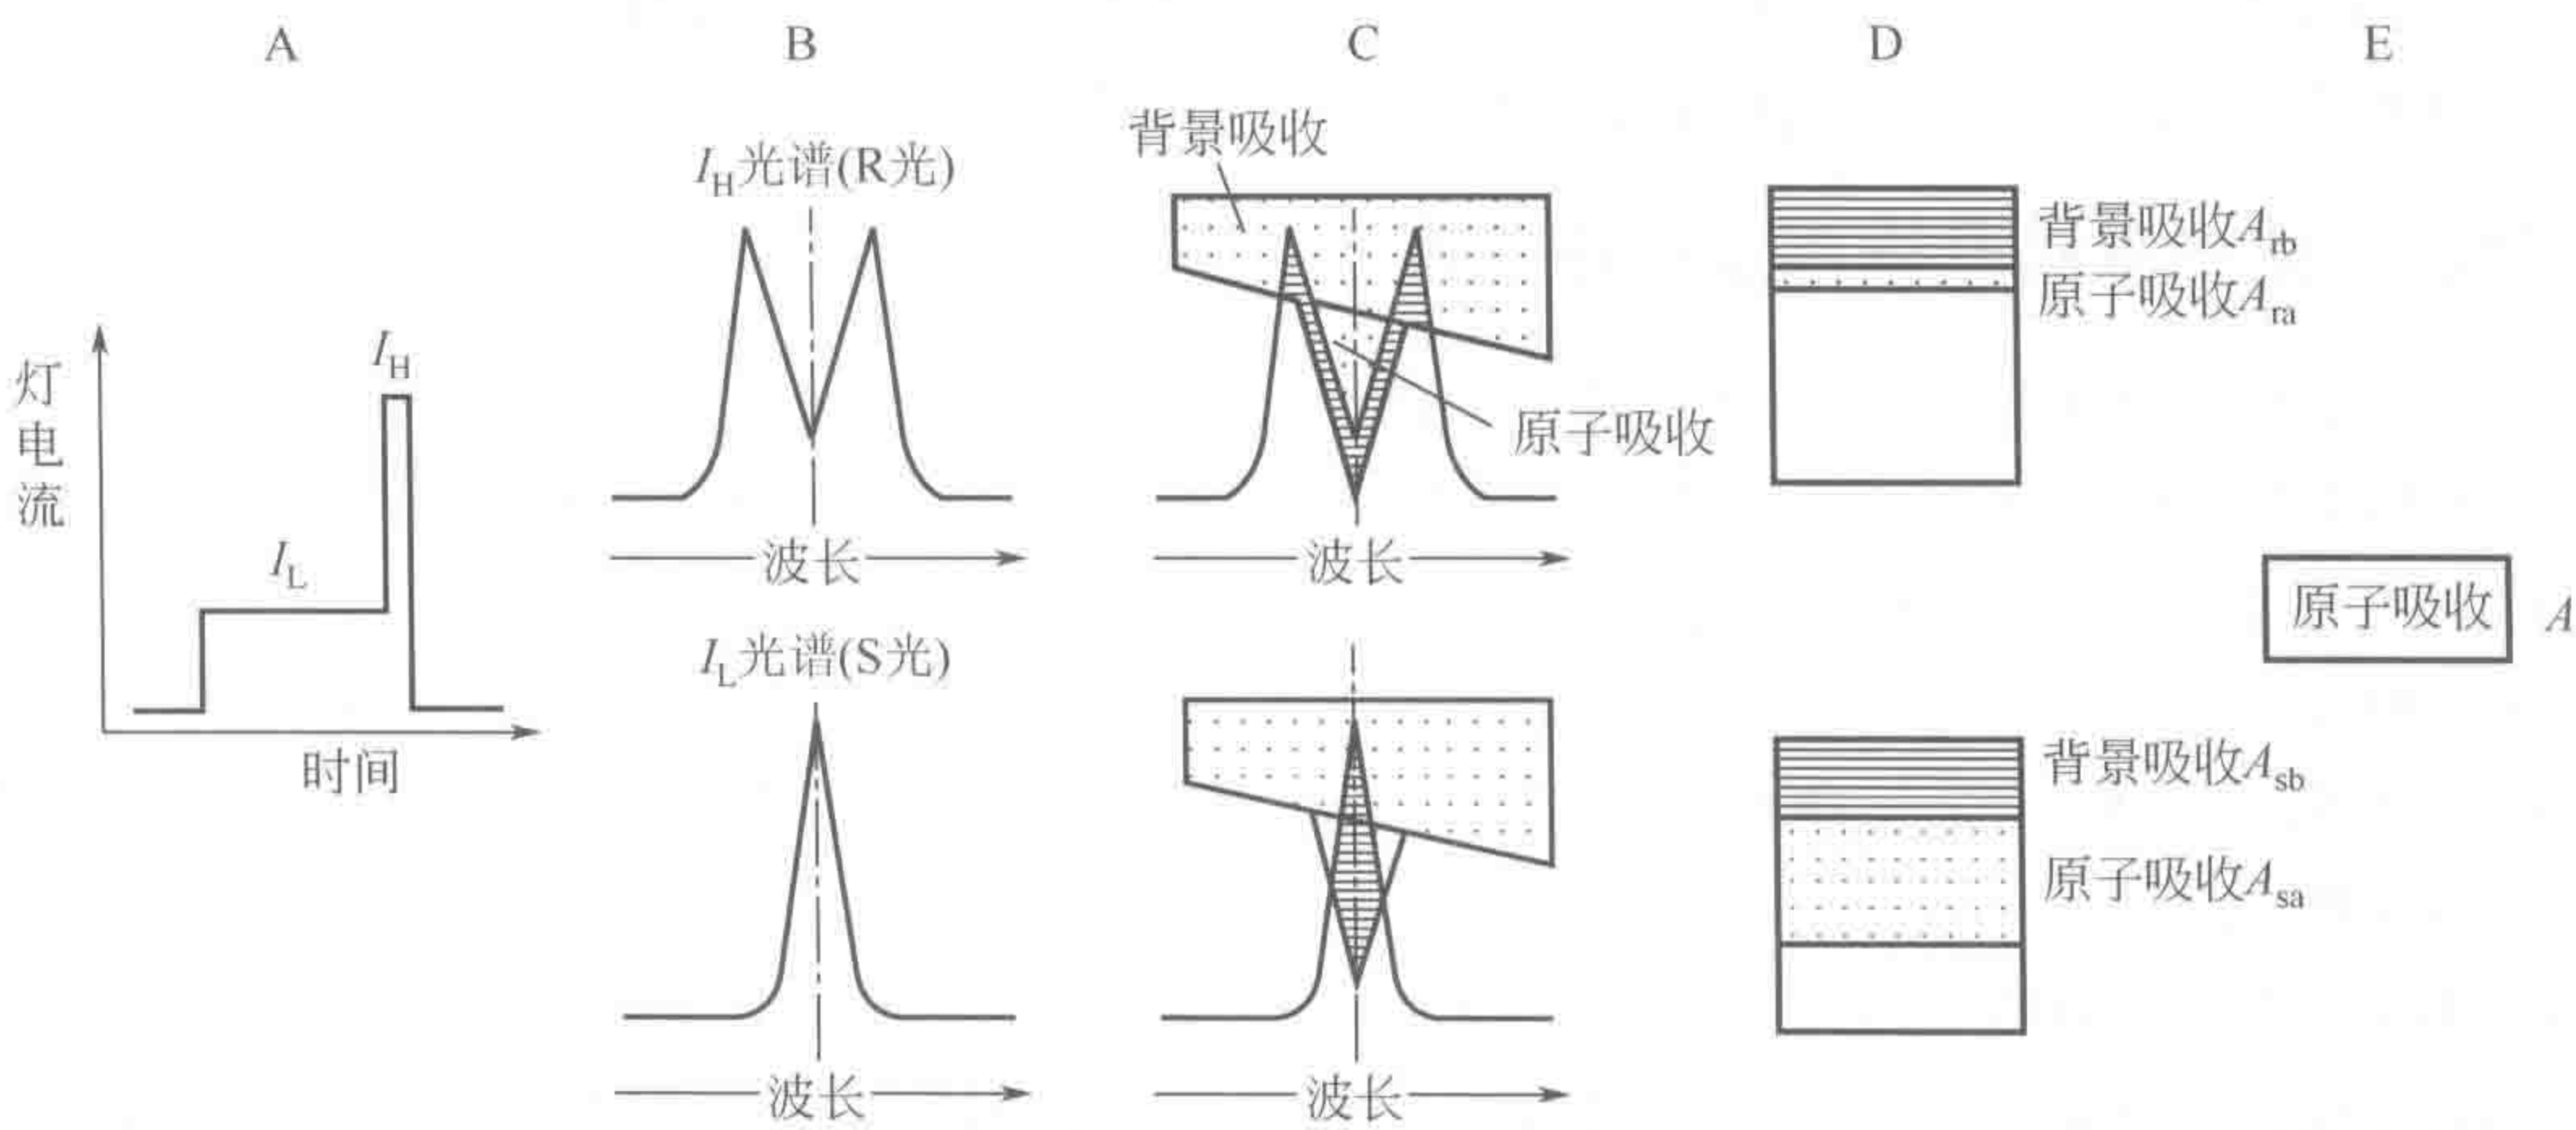 A
B
C
D
E
灯电流
I_H
I_L
时间
I_H光谱(R光)
波长
I_L光谱(S光)
波长
背景吸收
原子吸收
波长
波长
背景吸收A_rb
原子吸收A_ra
背景吸收A_sb
原子吸收A_sa
原子吸收 A